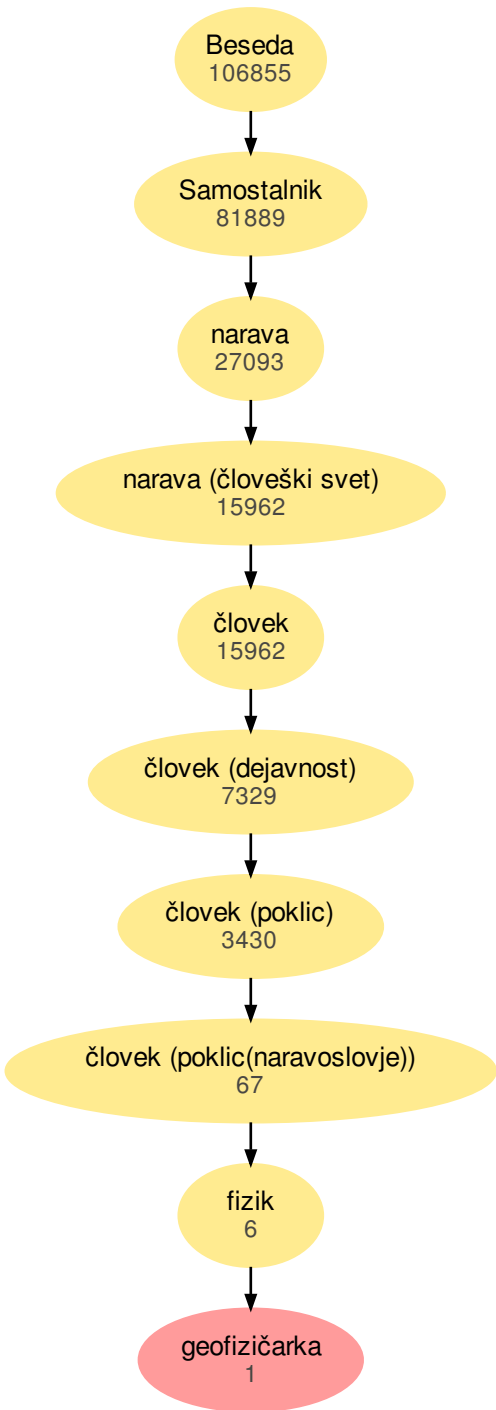 Beseda
106855
Samostalnik
81889
narava
27093
narava (človeški svet)
15962
človek
15962
človek (dejavnost)
7329
človek (poklic)
3430
človek (poklic(naravoslovje))
67
fizik
6
geofizičarka
1